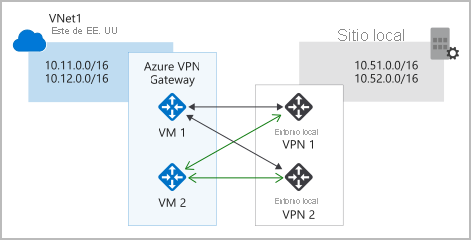 VNet1
Este de EE. UU
10.11.0.0/16
10.12.0.0/16
Azure VPN
Gateway
VM 1
VM 2
Sitio local
10.51.0.0/16
10.52.0.0/16
Entorno local
VPN 1
Entorno local
VPN 2